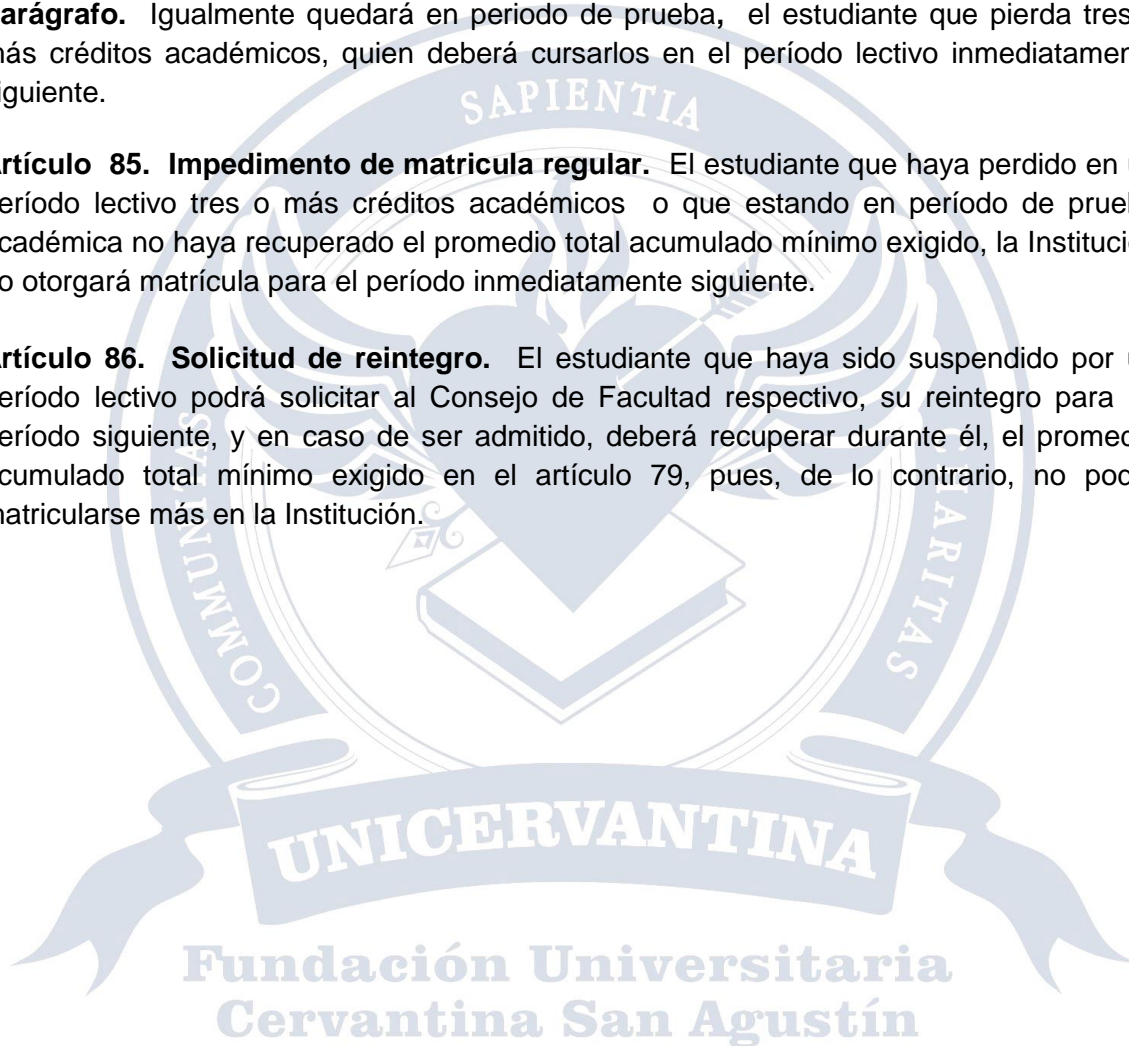 arágrafo. Igualmente quedará en periodo de prueba, el estudiante que pierda tres
más créditos académicos, quien deberá cursarlos en el período lectivo inmediatamen
iguiente.
SAPIENTIA
rtículo 85. Impedimento de matricula regular. El estudiante que haya perdido en u
eríodo lectivo tres o más créditos académicos o que estando en período de prueb
cadémica no haya recuperado el promedio total acumulado mínimo exigido, la Institució
o otorgará matrícula para el período inmediatamente siguiente.
rtículo 86. Solicitud de reintegro. El estudiante que haya sido suspendido por u
eríodo lectivo podrá solicitar al Consejo de Facultad respectivo, su reintegro para
eríodo siguiente, y en caso de ser admitido, deberá recuperar durante él, el promed
cumulado total mínimo exigido en el artículo 79, pues, de lo contrario, no pod
matricularse más en la Institución.
COMMUNITAS
CHARITAS
UNICERVANTINA
Fundación Universitaria
Cervantina San Agustín